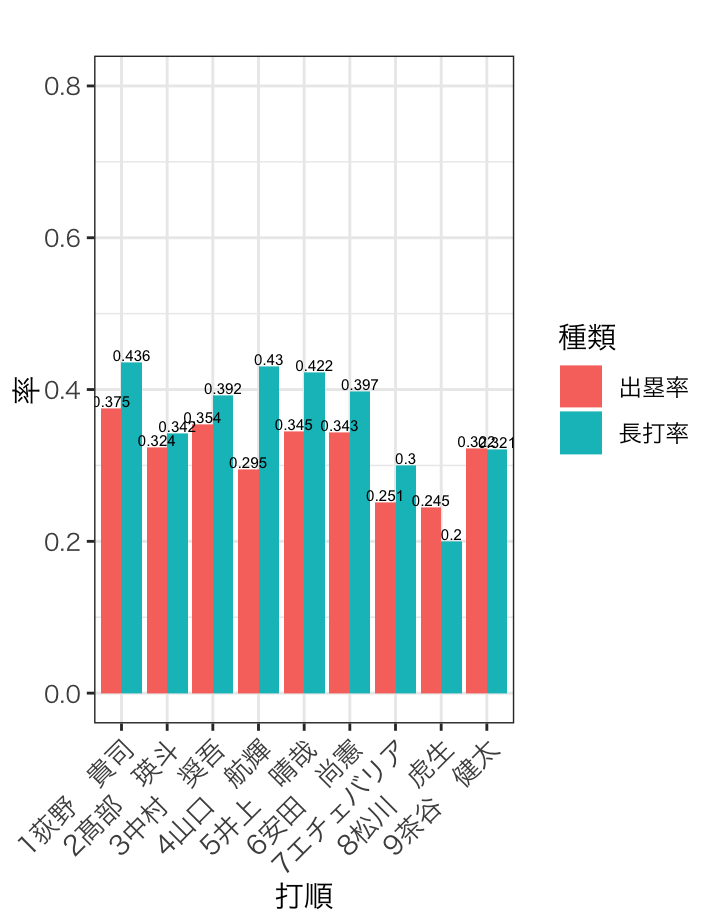 0.8
0.6
0.4
0.2
0.0
率
0.375
0.436
0.324
0.342
0.354
0.392
0.295
0.43
0.345
0.422
0.343
0.397
0.251
0.3
0.245
0.2
0.322
0.321
1荻野　貴司
2髙部　瑛斗
3中村　奨吾
4山口　航輝
5井上　晴哉
6安田　尚憲
7エチェバリア
8松川　虎生
9茶谷　健太
打順
種類
出塁率
長打率